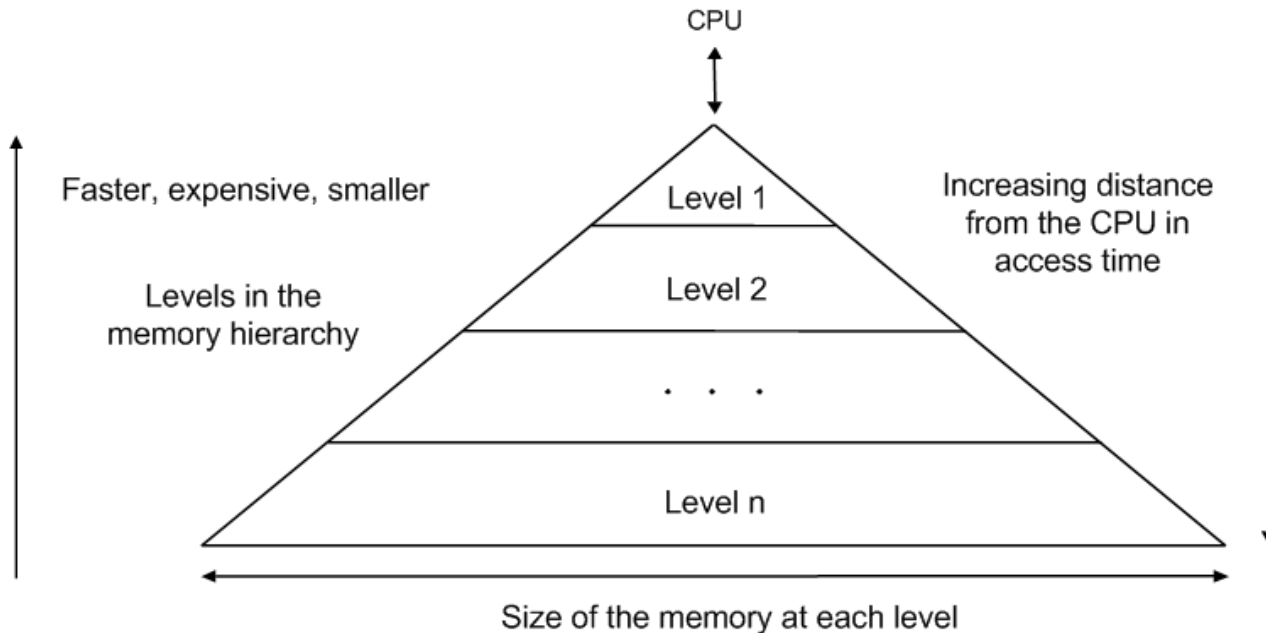 CPU
Faster, expensive, smaller
Level 1
Increasing distance
from the CPU in
access time
Levels in the
memory hierarchy
Level 2
. . .
Level n
Size of the memory at each level